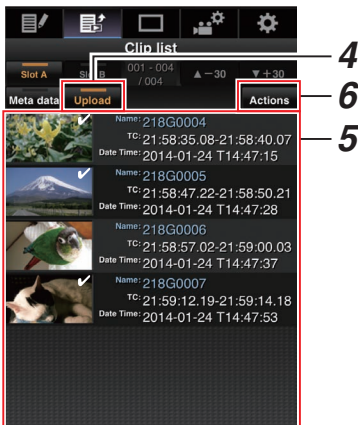 Clip list
4
Slot A Slot B 001 - 004 / 004 ▲-30 ▼+30
6
Meta data Upload Actions
5
Name: 218G0004
TC: 21:58:35.08-21:58:40.07
Date Time: 2014-01-24 T14:47:15
Name: 218G0005
TC: 21:58:47.22-21:58:50.21
Date Time: 2014-01-24 T14:47:28
Name: 218G0006
TC: 21:58:57.02-21:59:00.03
Date Time: 2014-01-24 T14:47:37
Name: 218G0007
TC: 21:59:12.19-21:59:14.18
Date Time: 2014-01-24 T14:47:53